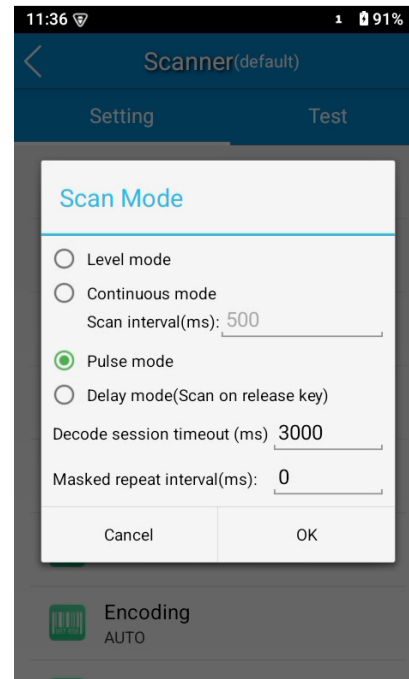 11:36 1 91%
Scanner(default)
Setting Test
Scan Mode
Level mode
Continuous mode
Scan interval(ms): 500
Pulse mode
Delay mode(Scan on release key)
Decode session timeout (ms) 3000
Masked repeat interval(ms): 0
Cancel OK
Encoding
AUTO